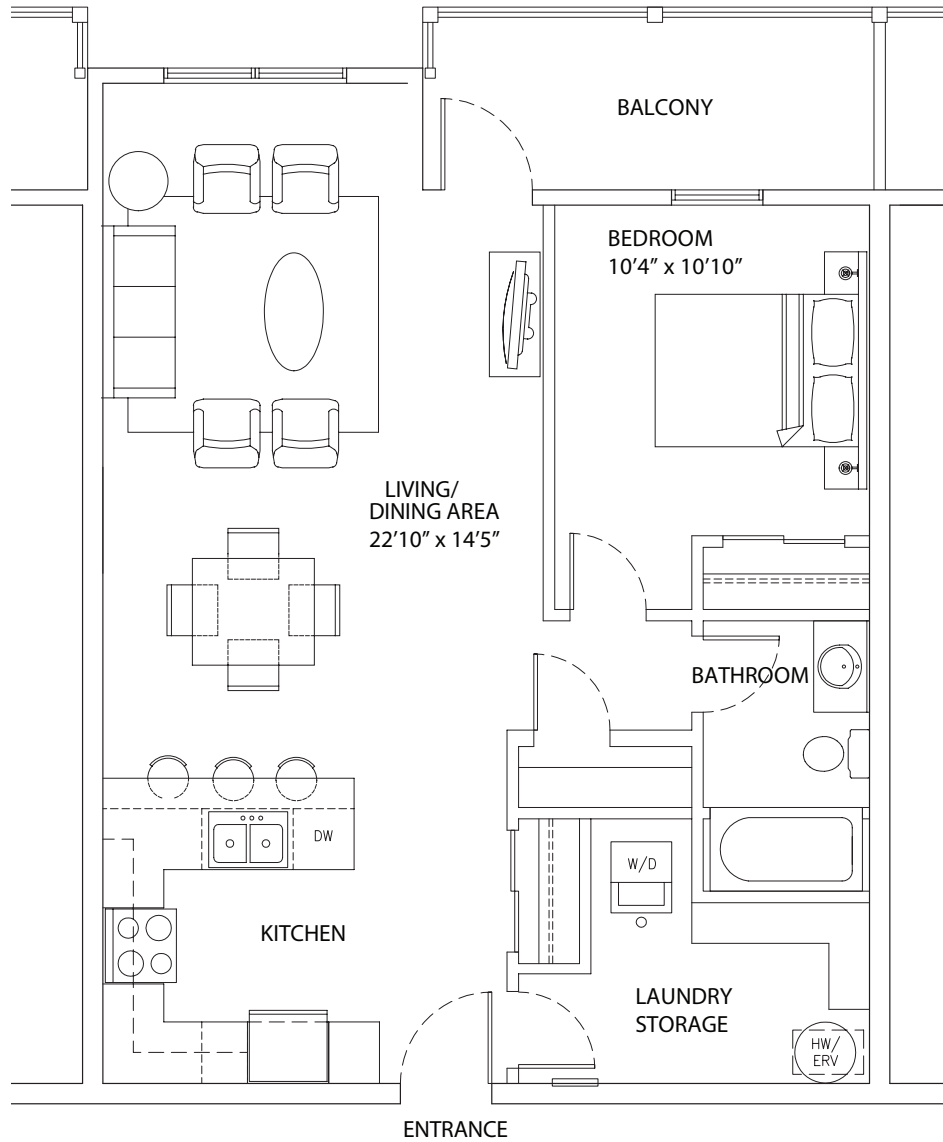 BALCONY
BEDROOM
10’4” x 10’10”
LIVING/
DINING AREA
22’10” x 14’5”
BATHROOM
DW
W/D
KITCHEN
LAUNDRY
STORAGE
HW/
ERV
ENTRANCE